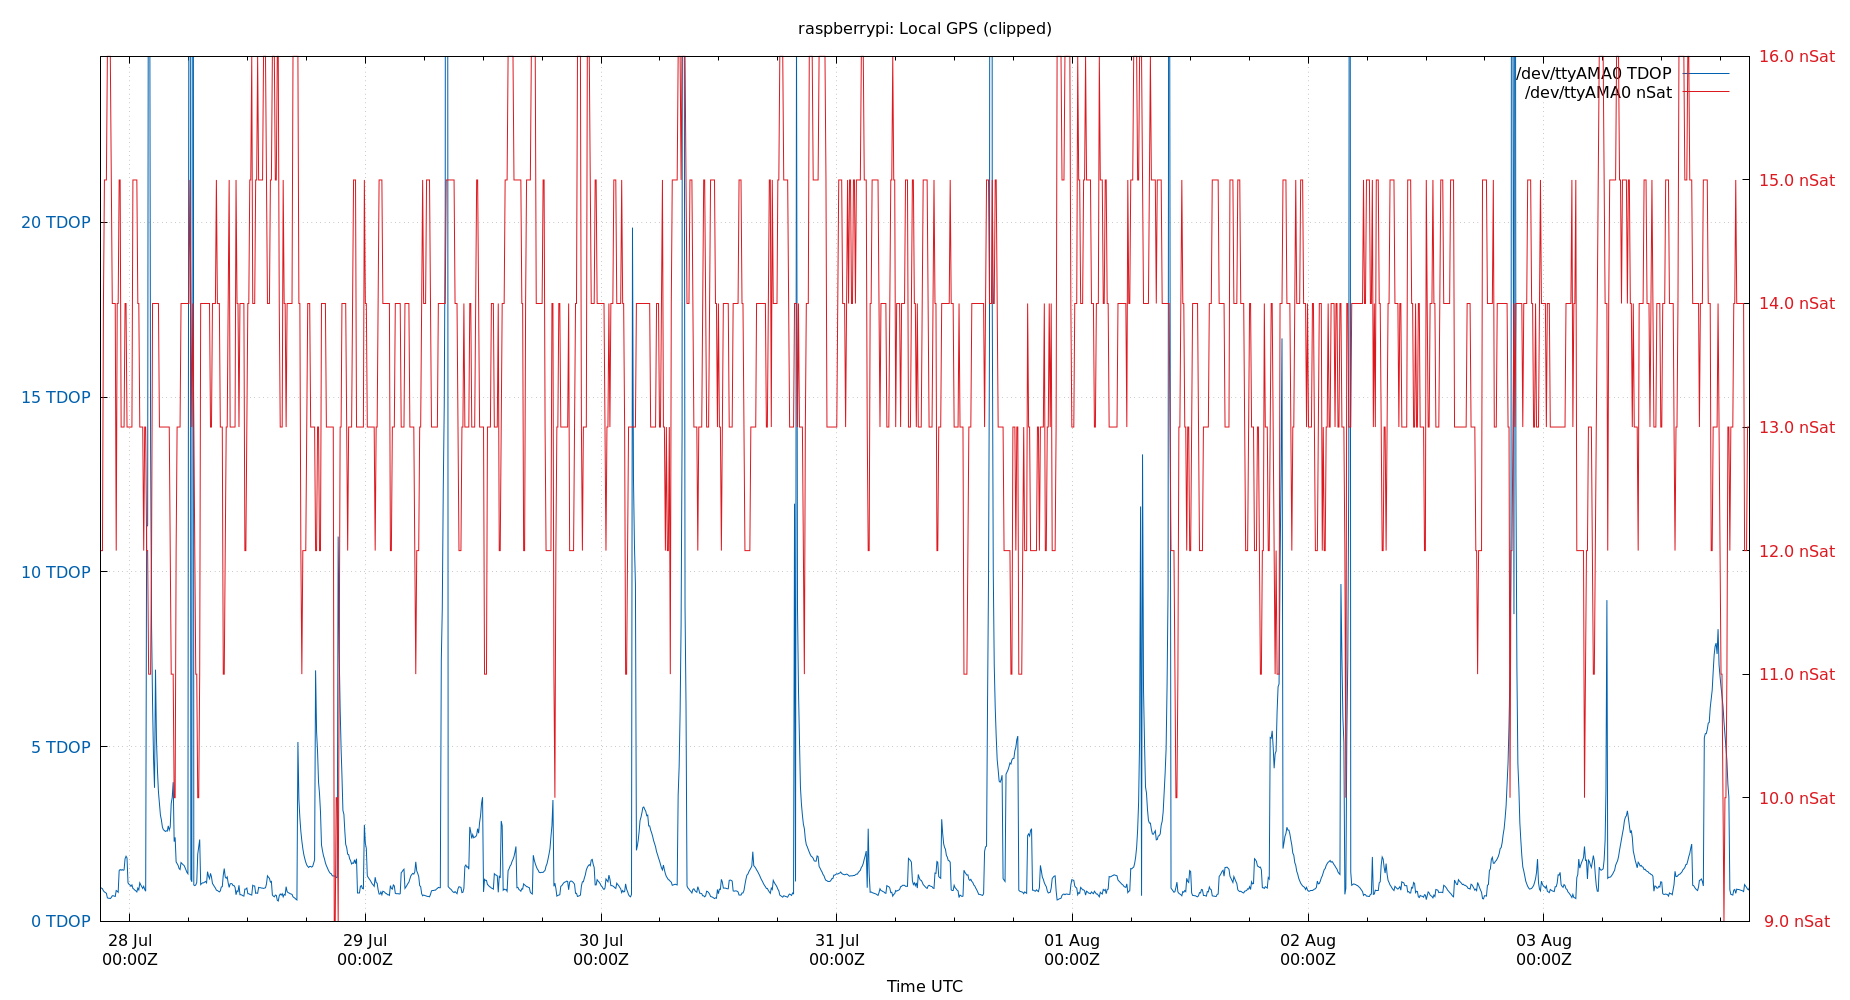 raspberrypi: Local GPS (clipped)
/dev/ttyAMA0 TDOP
/dev/ttyAMA0 nSat
20 TDOP
15 TDOP
10 TDOP
5 TDOP
0 TDOP
16.0 nSat
15.0 nSat
14.0 nSat
13.0 nSat
12.0 nSat
11.0 nSat
10.0 nSat
9.0 nSat
28 Jul
00:00Z
29 Jul
00:00Z
30 Jul
00:00Z
31 Jul
00:00Z
01 Aug
00:00Z
02 Aug
00:00Z
03 Aug
00:00Z
Time UTC